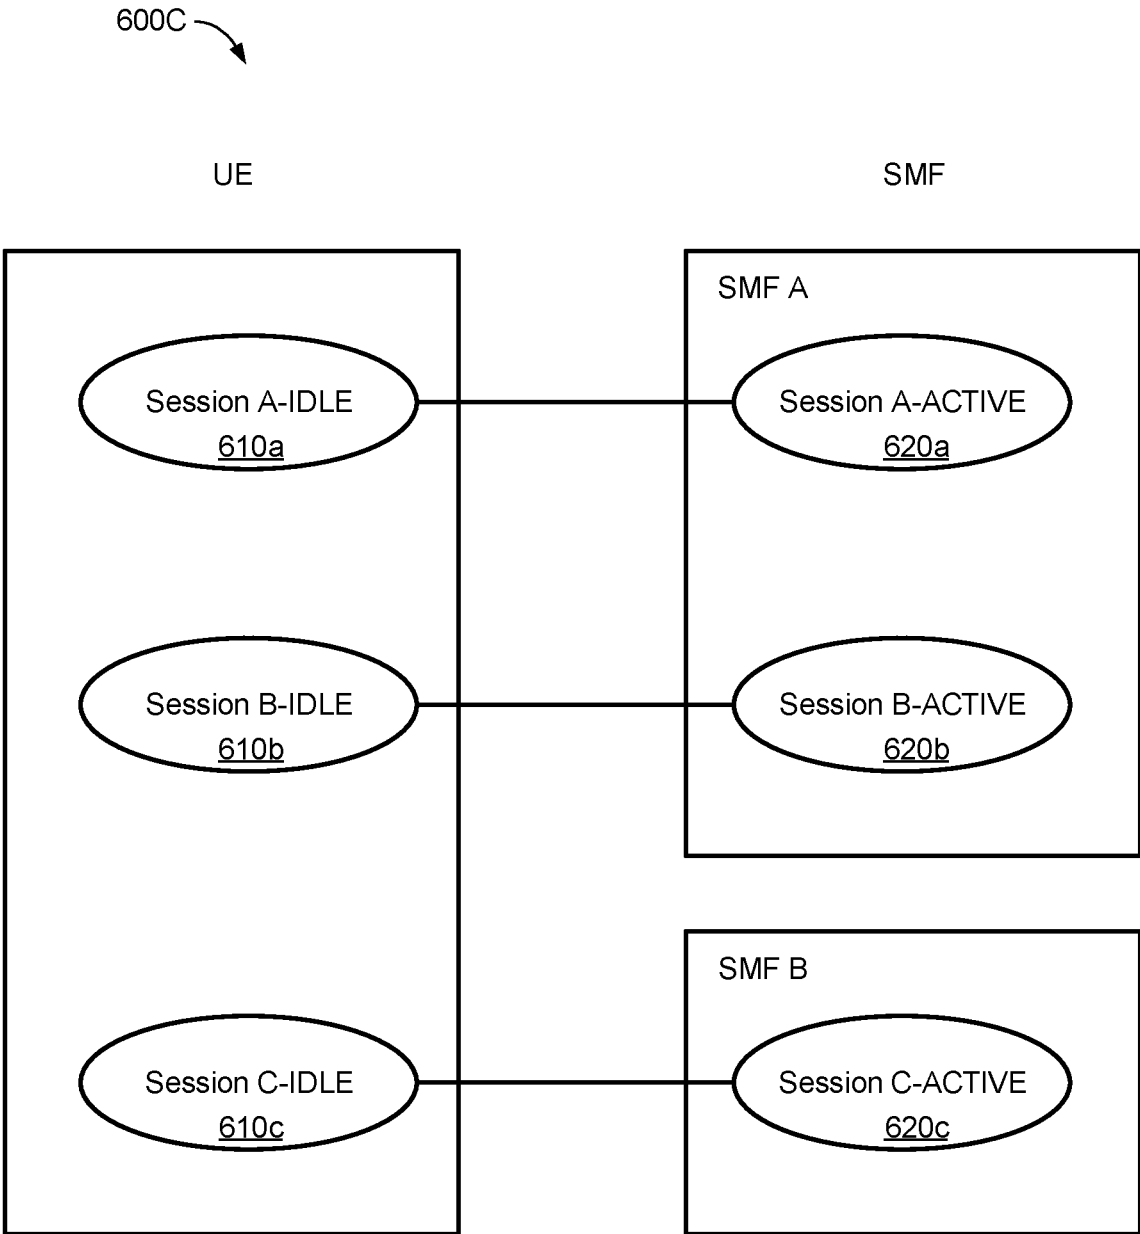 600C
UE
SMF
SMF A
Session A-IDLE
610a
Session A-ACTIVE
620a
Session B-IDLE
610b
Session B-ACTIVE
620b
SMF B
Session C-IDLE
610c
Session C-ACTIVE
620c